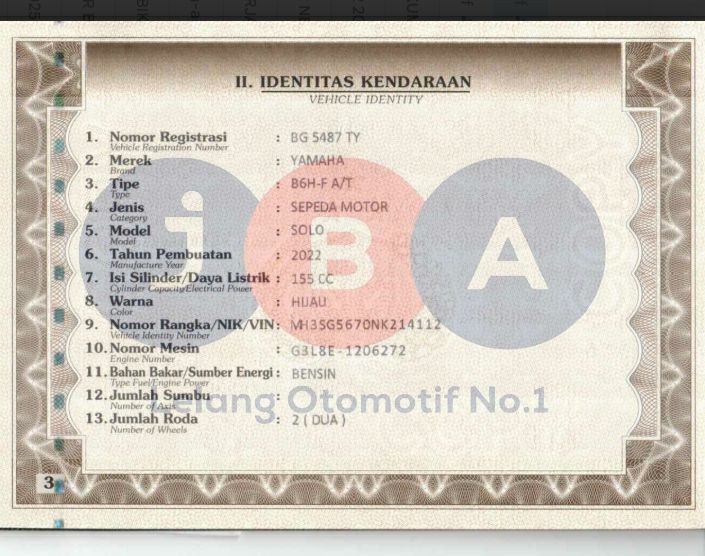 II. IDENTITAS KENDARAAN
VEHICLE IDENTITY
1. Nomor Registrasi : BG 5487 TY
Vehicle Registration Number
2. Merek : YAMAHA
Brand
3. Tipe : B6H-F A/T
Type
4. Jenis : SEPEDA MOTOR
Category
5. Model : SOLO
Model
6. Tahun Pembuatan : 2022
Manufacture Year
7. Isi Silinder/Daya Listrik : 155 CC
Cylinder Capacity/Electrical Power
8. Warna : HIJAU
Color
9. Nomor Rangka/NIK/VIN : MH3SG5670NK214112
Vehicle Identity Number
10. Nomor Mesin : G3L8E-1206272
Engine Number
11. Bahan Bakar/Sumber Energi : BENSIN
Type Fuel/Engine Power
12. Jumlah Sumbu :
Number of Axis
13. Jumlah Roda : 2 ( DUA )
Number of Wheels
3
iBA
Lelang Otomotif No.1